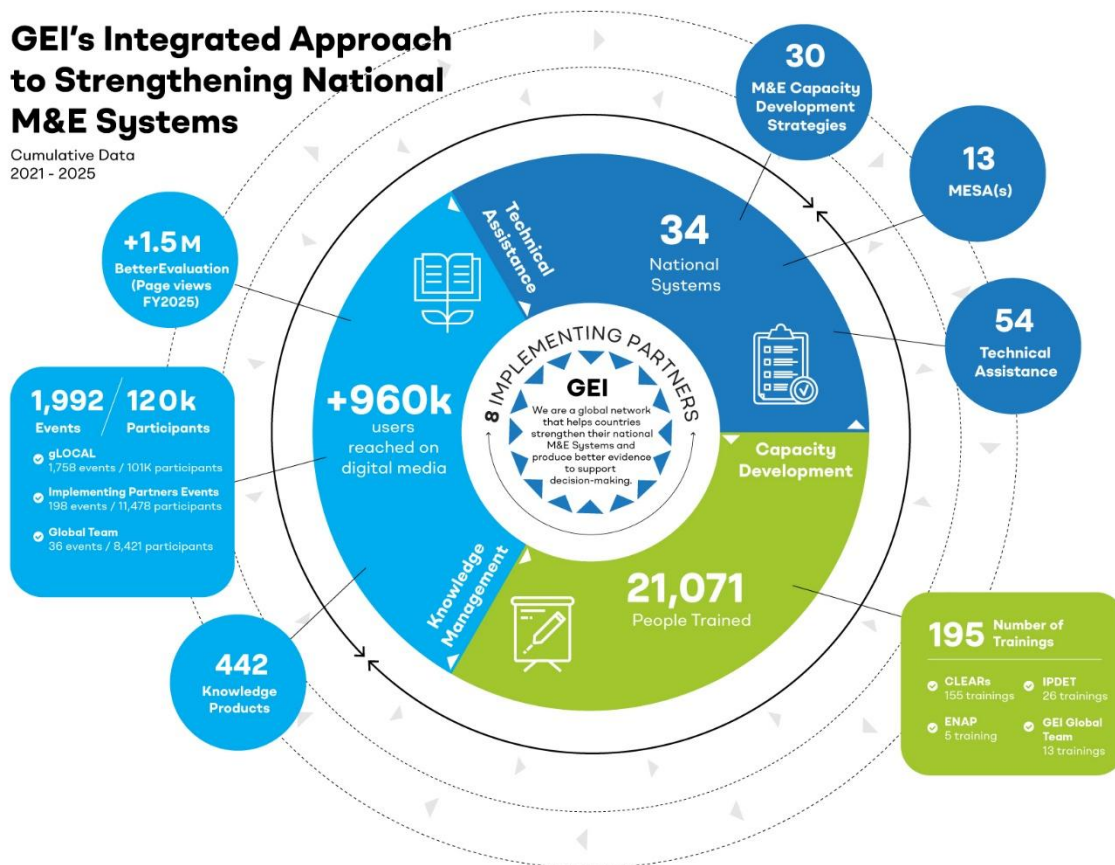 GEI's Integrated Approach
to Strengthening National
M&E Systems
Cumulative Data
2021 - 2025
30
M&E Capacity
Development
Strategies
13
MESA(s)
54
Technical
Assistance
Technical
Assistance
34
National
Systems
+1.5M
BetterEvaluation
(Page views
FY2025)
+960k
users
reached on
digital media
1,992 / 120k
Events Participants
gLOCAL
1,758 events / 101K participants
Implementing Partners Events
198 events / 11,478 participants
Global Team
36 events / 8,421 participants
442
Knowledge
Products
Knowledge
Management
8 IMPLEMENTING PARTNERS
GEI
We are a global network
that helps countries
strengthen their national
M&E Systems and
produce better evidence
to support
decision-making.
Capacity
Development
21,071
People Trained
195 Number of
Trainings
CLEARs
155 trainings
IPDET
26 trainings
ENAP
5 training
GEI Global
Team
13 trainings